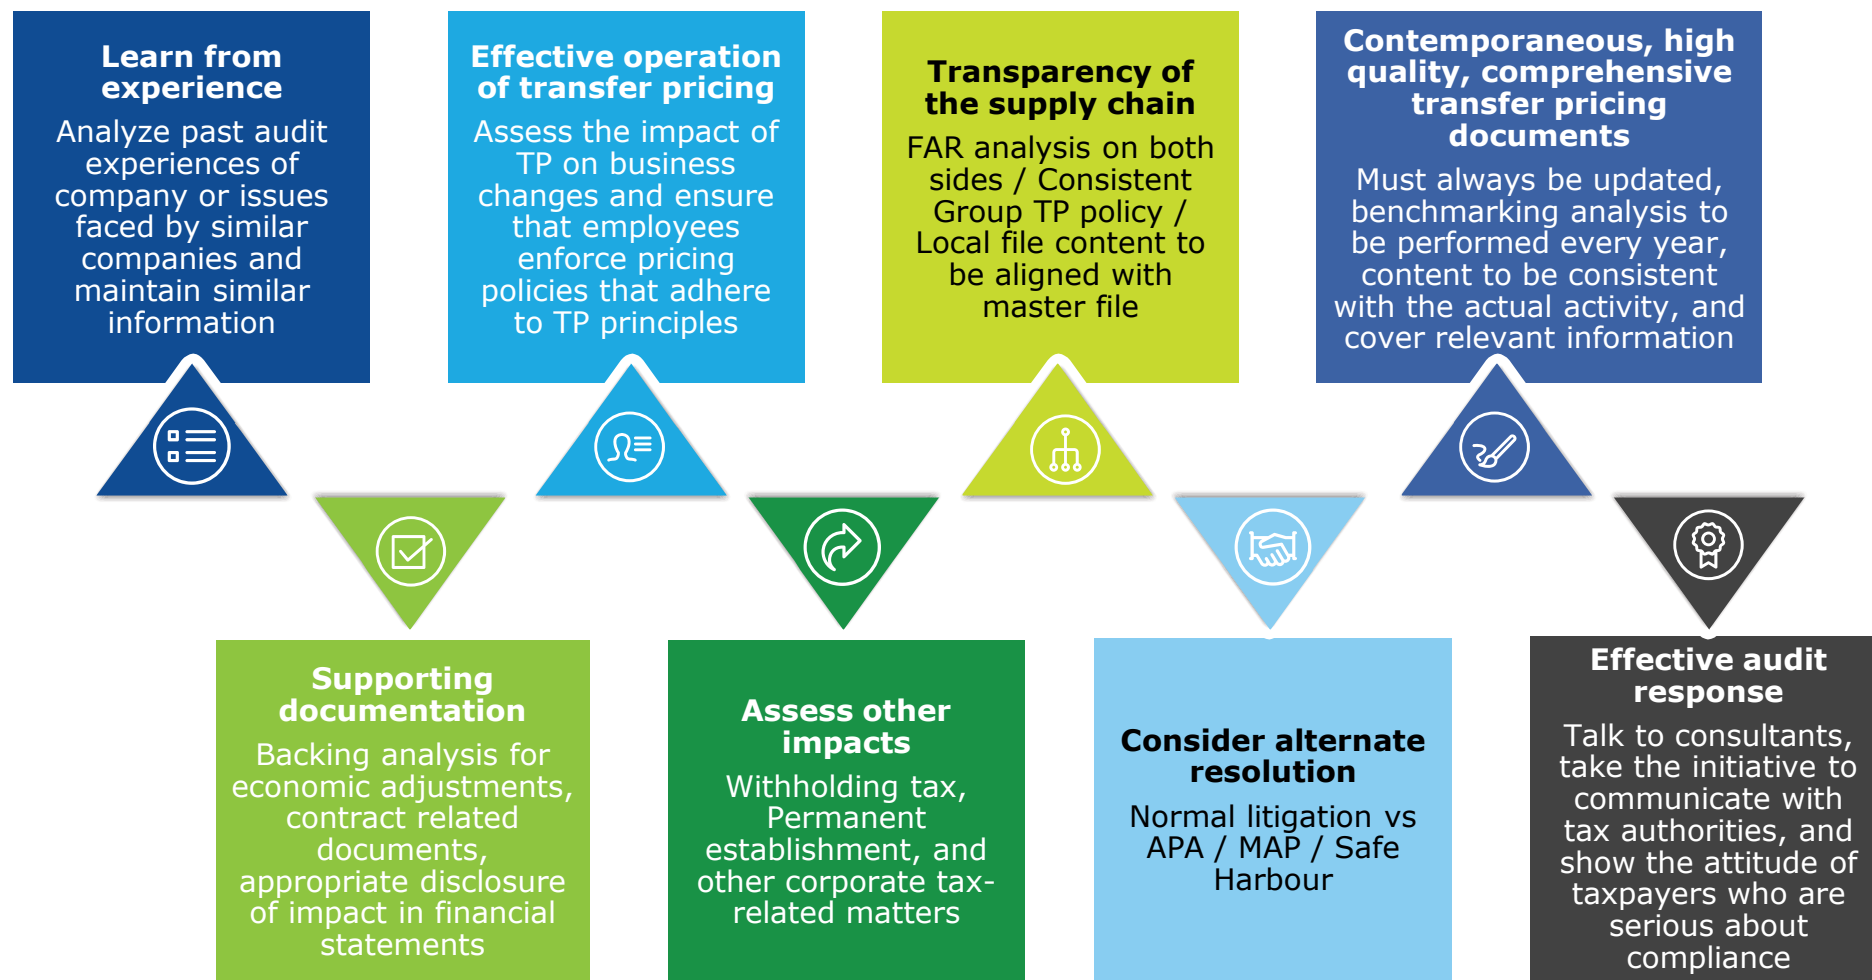 Learn from
experience
Analyze past audit
experiences of
company or issues
faced by similar
companies and
maintain similar
information
Effective operation
of transfer pricing
Assess the impact of
TP on business
changes and ensure
that employees
enforce pricing
policies that adhere
to TP principles
Transparency of
the supply chain
FAR analysis on both
sides / Consistent
Group TP policy /
Local file content to
be aligned with
master file
Contemporaneous, high
quality, comprehensive
transfer pricing
documents
Must always be updated,
benchmarking analysis to
be performed every year,
content to be consistent
with the actual activity, and
cover relevant information
Supporting
documentation
Backing analysis for
economic adjustments,
contract related
documents,
appropriate disclosure
of impact in financial
statements
Assess other
impacts
Withholding tax,
Permanent
establishment, and
other corporate tax-
related matters
Consider alternate
resolution
Normal litigation vs
APA / MAP / Safe
Harbour
Effective audit
response
Talk to consultants,
take the initiative to
communicate with
tax authorities, and
show the attitude of
taxpayers who are
serious about
compliance